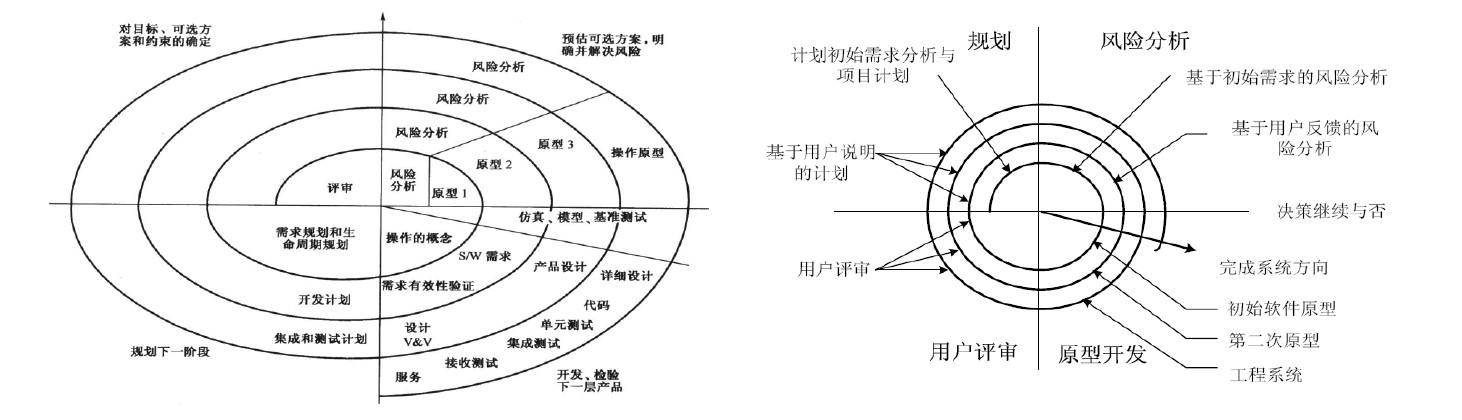 对目标、可选方
案和约束的确定
预估可选方案,明
确并解决风险
风险分析
风险分析
风险分析
风险
分析
原型1
原型2
原型3
操作原型
评审
仿真、模型、基准测试
需求规划和生
命周期规划
操作的概念
S/W 需求
产品设计
详细设计
需求有效性验证
开发计划
代码
设计
V&V
单元测试
集成和测试计划
集成测试
规划下一阶段
接收测试
服务
开发、检验
下一层产品
规划
风险分析
计划初始需求分析与
项目计划
基于初始需求的风险分析
基于用户反馈的风
险分析
基于用户说明
的计划
决策继续与否
用户评审
完成系统方向
初始软件原型
第二次原型
工程系统
用户评审
原型开发